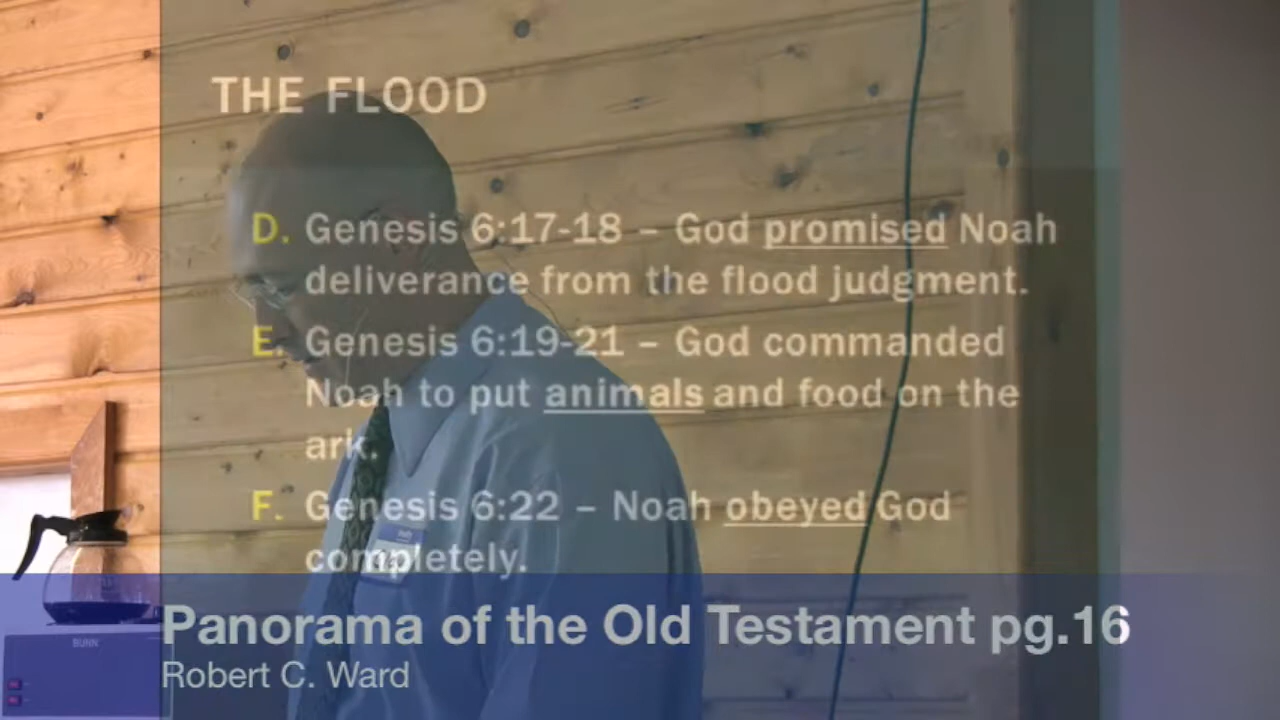 THE FLOOD
D. Genesis 6:17-18 – God promised Noah
deliverance from the flood judgment.
E. Genesis 6:19-21 – God commanded
Noah to put animals and food on the
ark.
F. Genesis 6:22 – Noah obeyed God
completely.
BUNN
Panorama of the Old Testament pg.16
Robert C. Ward